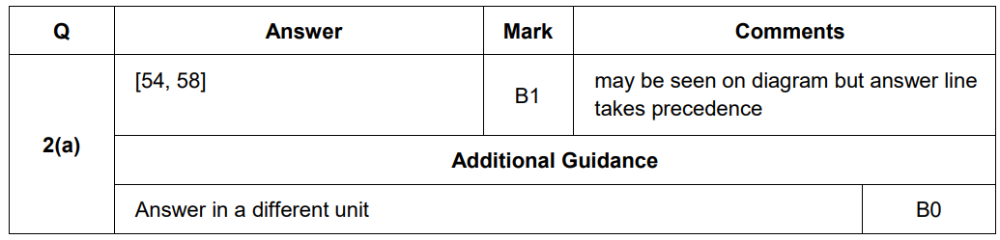 Q Answer Mark Comments
2(a) [54, 58] B1 may be seen on diagram but answer line
takes precedence
Additional Guidance
Answer in a different unit B0